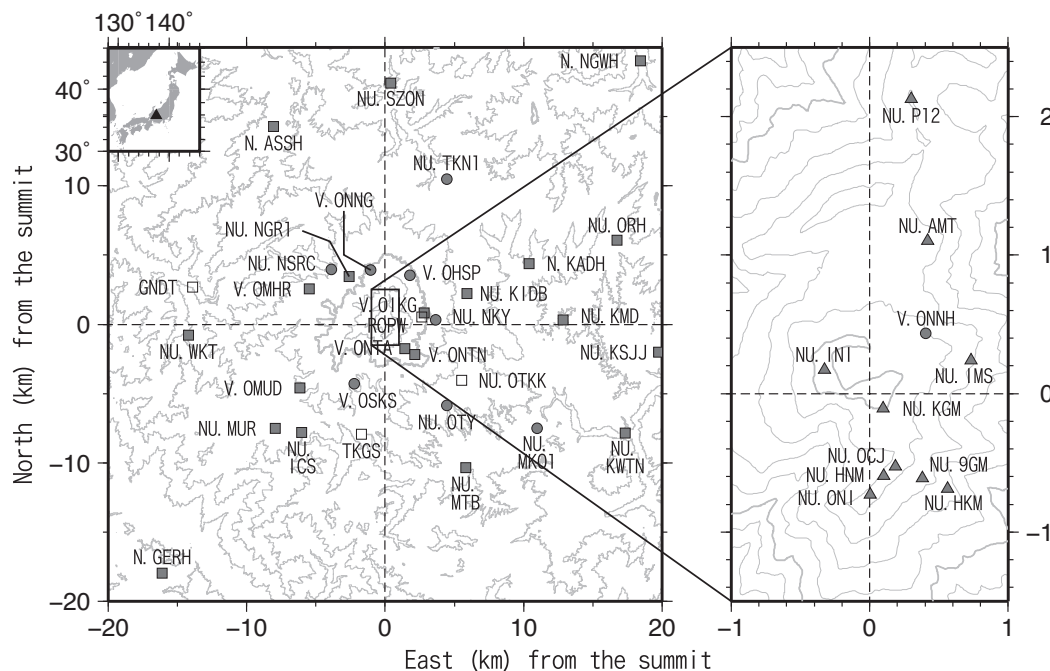 130° 140°
40°
30°
N. NGWH
NU. SZON
N. ASSH
NU. TKN1
V. ONNG
NU. NGR1
NU. ORH
NU. NSRC
V. OHSP
N. KADH
GNDT
V. OMHR
V. OIKG
NU. KIDB
ROPW
NU. NKY
NU. KMD
NU. WKT
V. ONTA
V. ONTN
NU. KSJJ
V. OMUD
V. OSKS
NU. OTKK
NU. OTY
NU. MUR
NU.
ICS
TKGS
NU.
MKO1
NU.
KWTN
NU.
MTB
N. GERH
10
0
−10
−20
−20
−10
0
10
20
North (km) from the summit
East (km) from the summit
NU. P12
NU. AMT
V. ONNH
NU. INI
NU. IMS
NU. KGM
NU. OCJ
NU. HNM
NU. 9GM
NU. ONI
NU. HKM
2
1
0
−1
−1
0
1